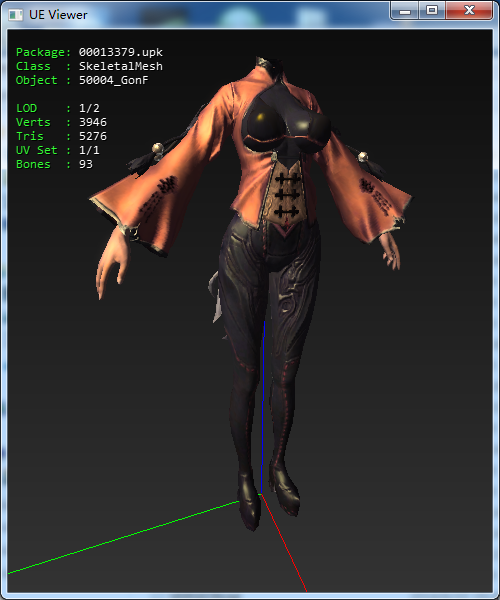 UE Viewer
Package: 00013379.upk
Class : SkeletalMesh
Object : 50004_GonF
LOD : 1/2
Verts : 3946
Tris : 5276
UV Set : 1/1
Bones : 93